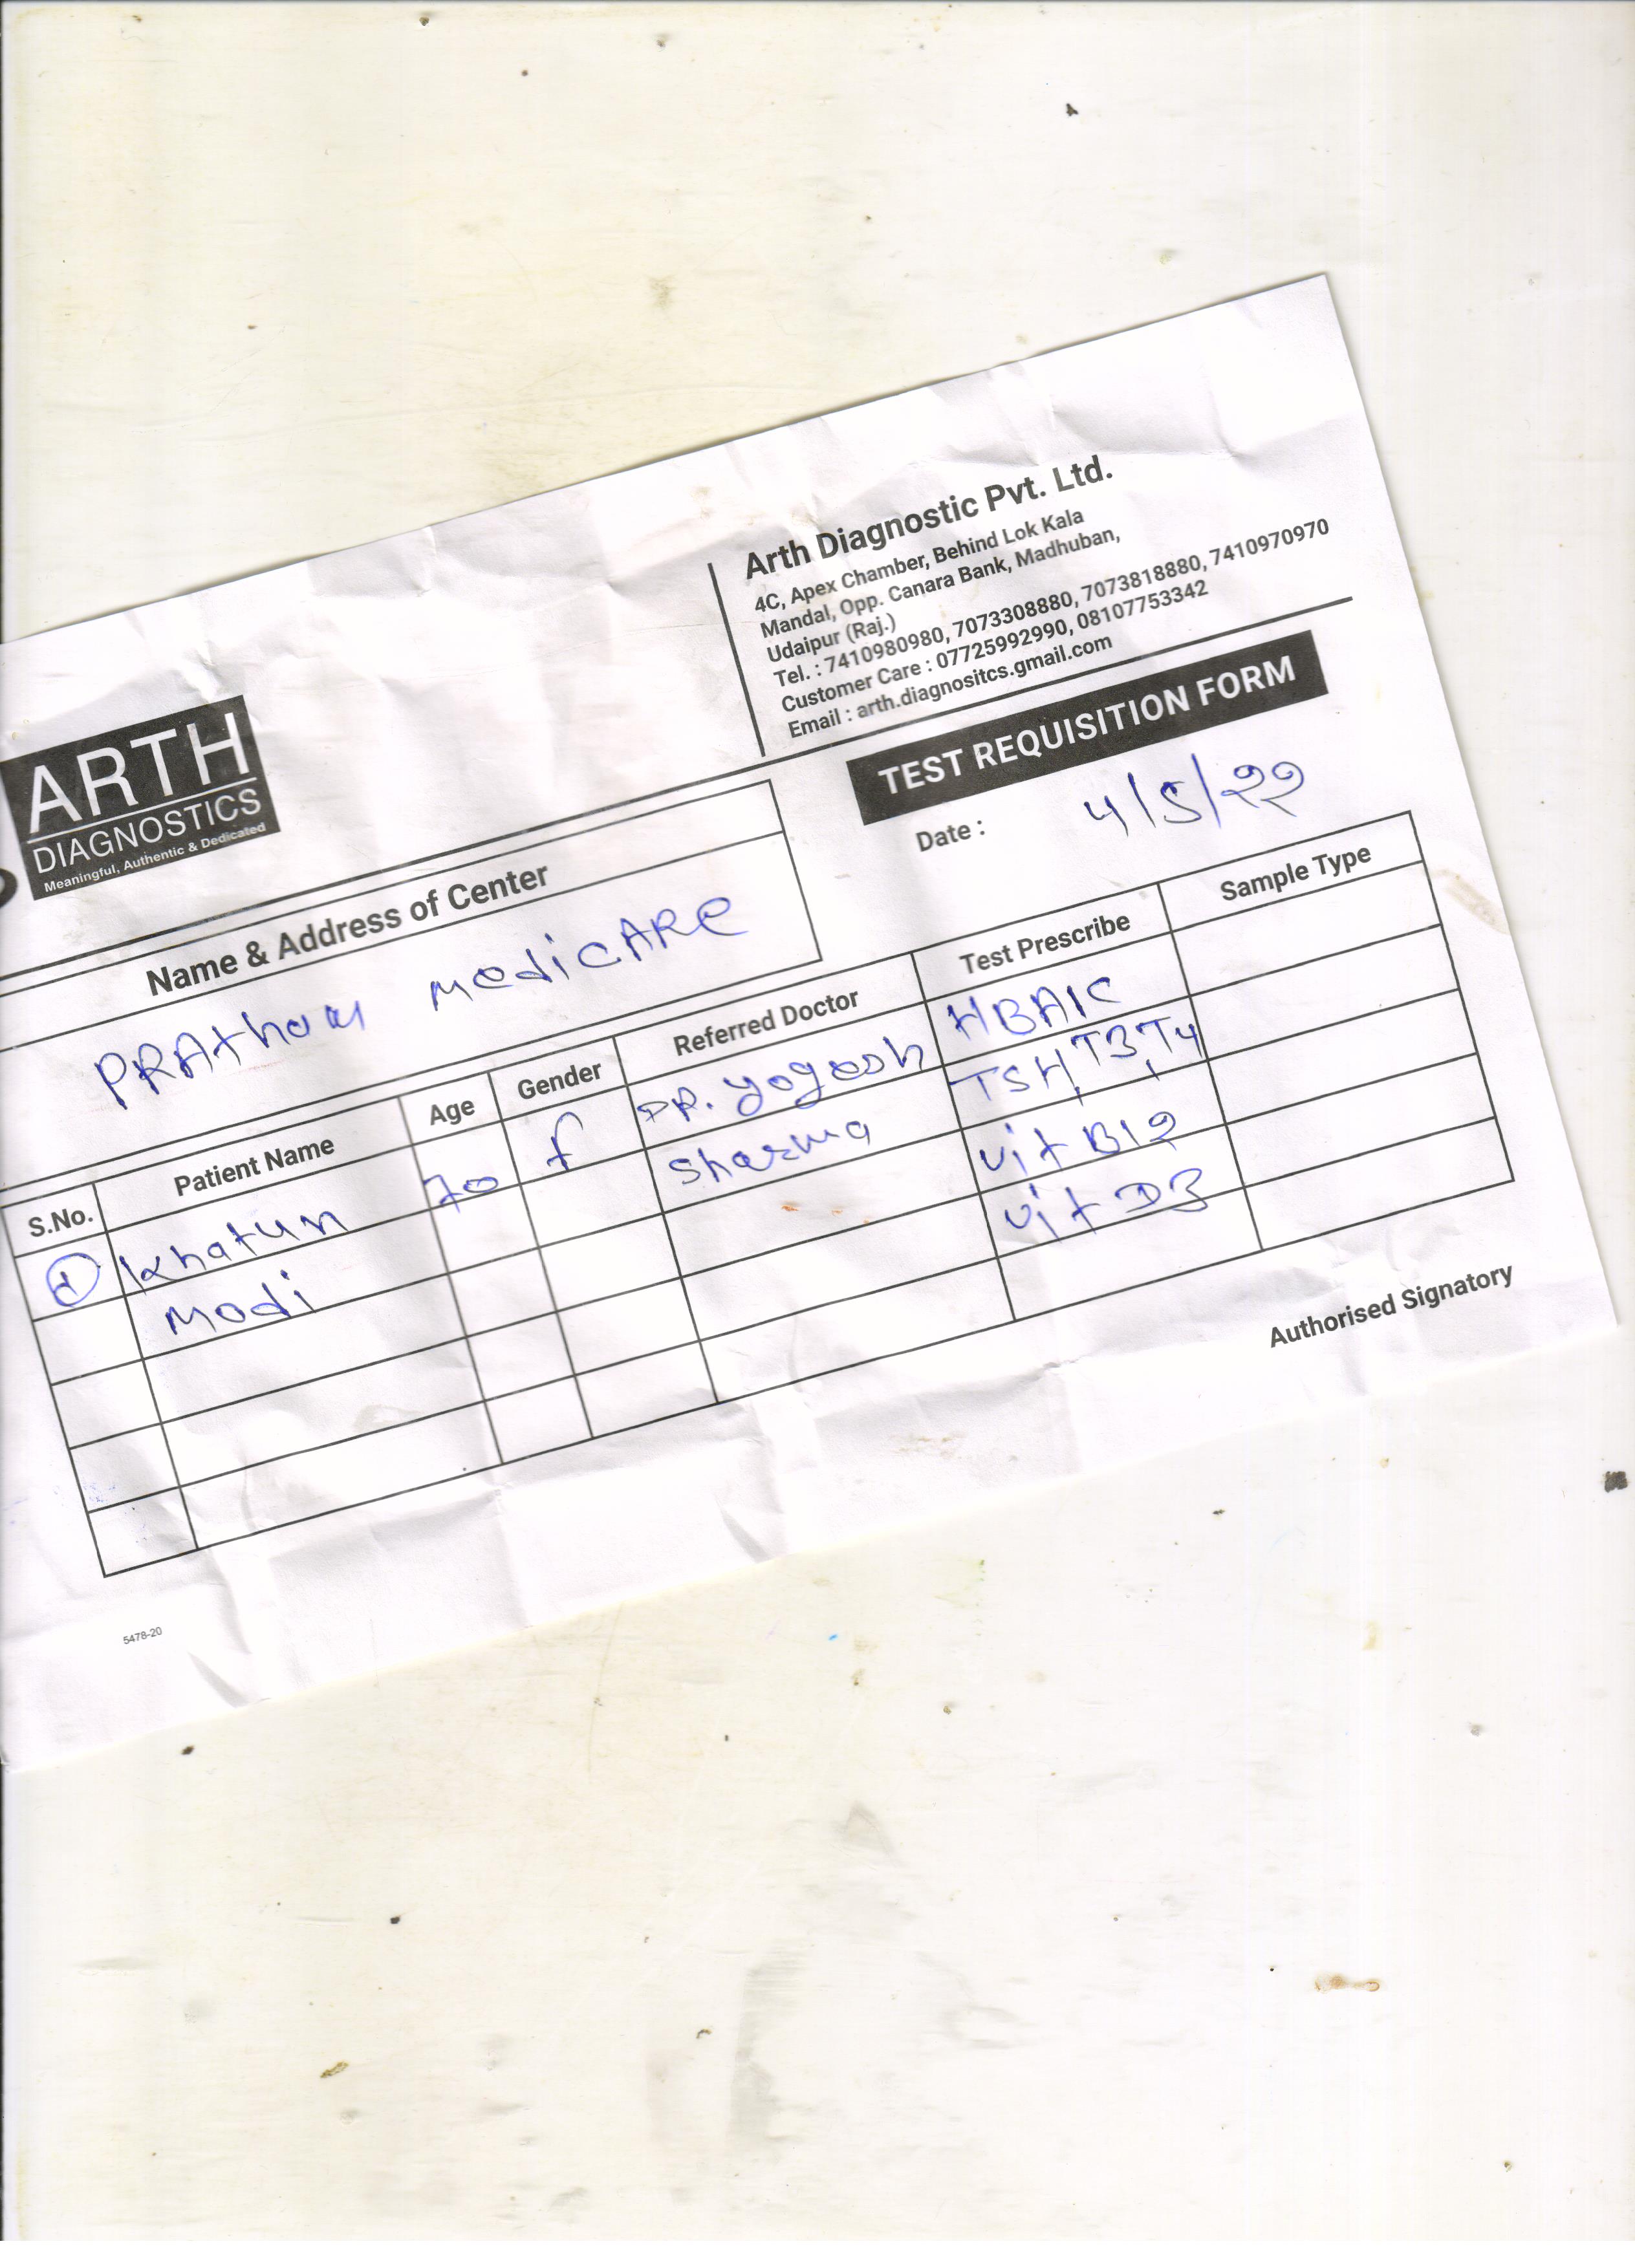 ARTH
DIAGNOSTICS
Meaningful, Authentic & Dedicated
Arth Diagnostic Pvt. Ltd.
4C, Apex Chamber, Behind Lok Kala
Mandal, Opp. Canara Bank, Madhuban,
Udaipur (Raj.)
Tel. : 7410980980, 7073308880, 7073818880, 7410970970
Customer Care : 07725992990, 08107753342
Email : arth.diagnositcs.gmail.com
TEST REQUISITION FORM
Date : 4/5/22
Name & Address of Center
PRAthom MediCARe
S.No. Patient Name Age Gender Referred Doctor Test Prescribe Sample Type
1 khatun 70 f DR. yogesh HBA1C
Modi sharma TSH, T3, T4
vit B12
vit D3
Authorised Signatory
5478-20